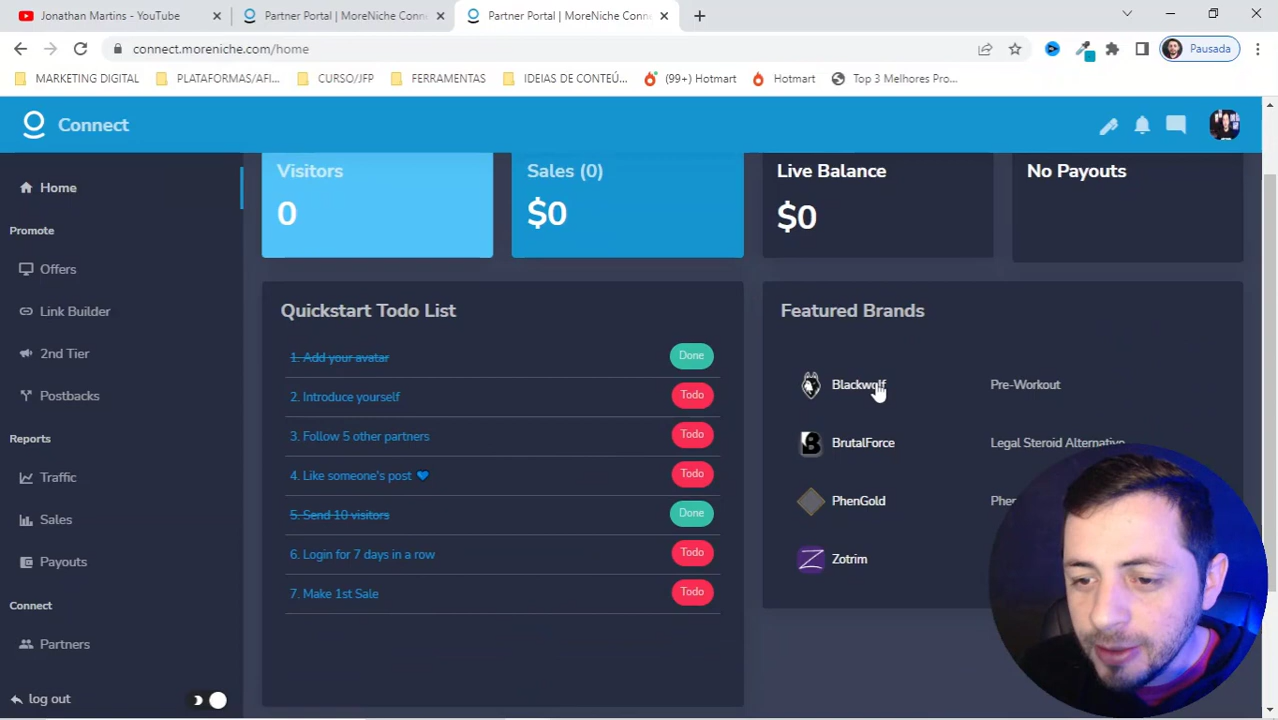 Jonathan Martins - YouTube
Partner Portal | MoreNiche Conn
Partner Portal | MoreNiche Conn
connect.moreniche.com/home
Pausada
MARKETING DIGITAL
PLATAFORMAS/AFI...
CURSO/JFP
FERRAMENTAS
IDEIAS DE CONTEÚ...
(99+) Hotmart
Hotmart
Top 3 Melhores Pro...
Connect
Home
Promote
Offers
Link Builder
2nd Tier
Postbacks
Reports
Traffic
Sales
Payouts
Connect
Partners
log out
Visitors
0
Sales (0)
$0
Live Balance
$0
No Payouts
Quickstart Todo List
1. Add your avatar Done
2. Introduce yourself Todo
3. Follow 5 other partners Todo
4. Like someone's post 💙 Todo
5. Send 10 visitors Done
6. Login for 7 days in a row Todo
7. Make 1st Sale Todo
Featured Brands
Blackwolf Pre-Workout
BrutalForce Legal Steroid Alternative
PhenGold
Zotrim